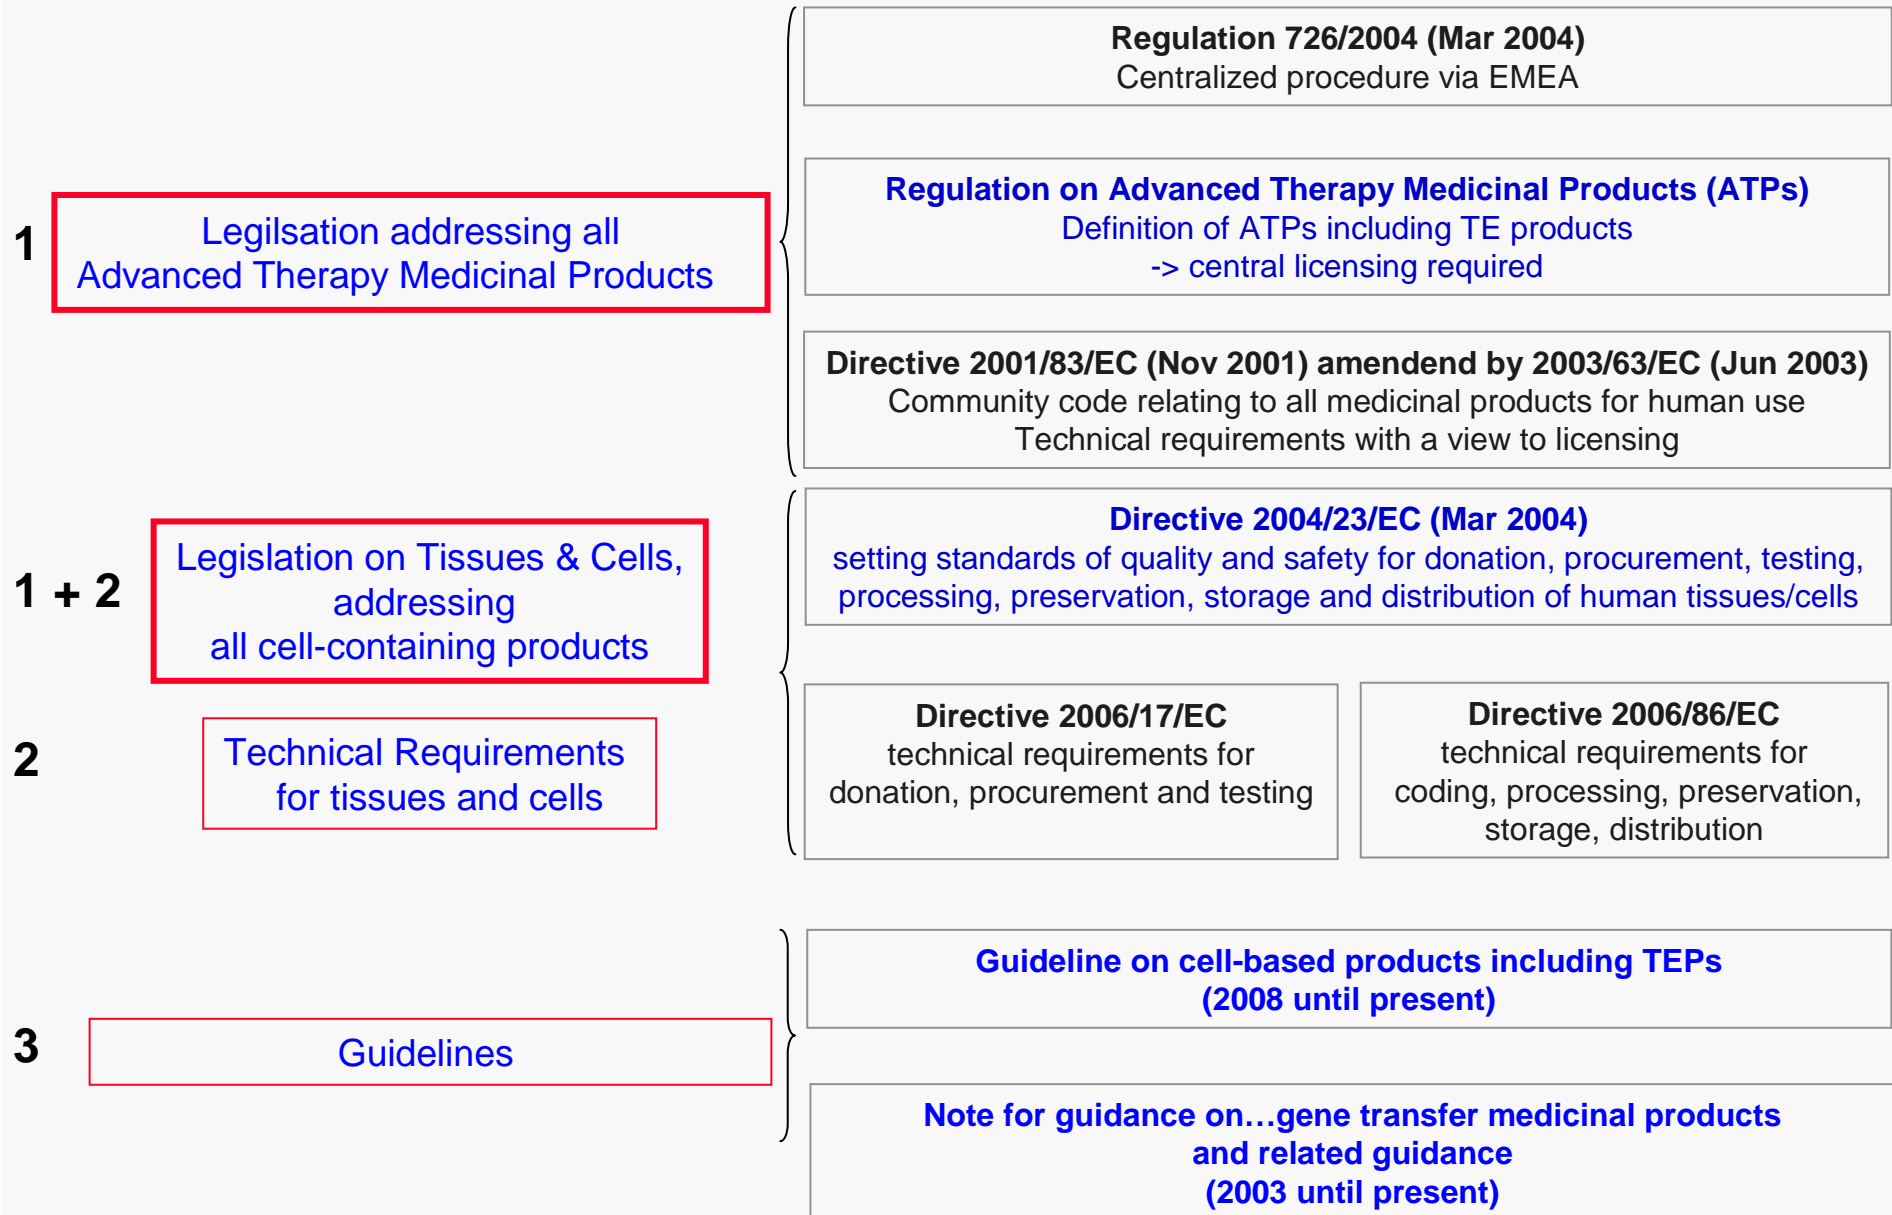 Regulation 726/2004 (Mar 2004)
Centralized procedure via EMEA
1
Legilsation addressing all
Advanced Therapy Medicinal Products
Regulation on Advanced Therapy Medicinal Products (ATPs)
Definition of ATPs including TE products
-> central licensing required
Directive 2001/83/EC (Nov 2001) amendend by 2003/63/EC (Jun 2003)
Community code relating to all medicinal products for human use
Technical requirements with a view to licensing
1 + 2
Legislation on Tissues & Cells,
addressing
all cell-containing products
Directive 2004/23/EC (Mar 2004)
setting standards of quality and safety for donation, procurement, testing,
processing, preservation, storage and distribution of human tissues/cells
2
Technical Requirements
for tissues and cells
Directive 2006/17/EC
technical requirements for
donation, procurement and testing
Directive 2006/86/EC
technical requirements for
coding, processing, preservation,
storage, distribution
3
Guidelines
Guideline on cell-based products including TEPs
(2008 until present)
Note for guidance on…gene transfer medicinal products
and related guidance
(2003 until present)